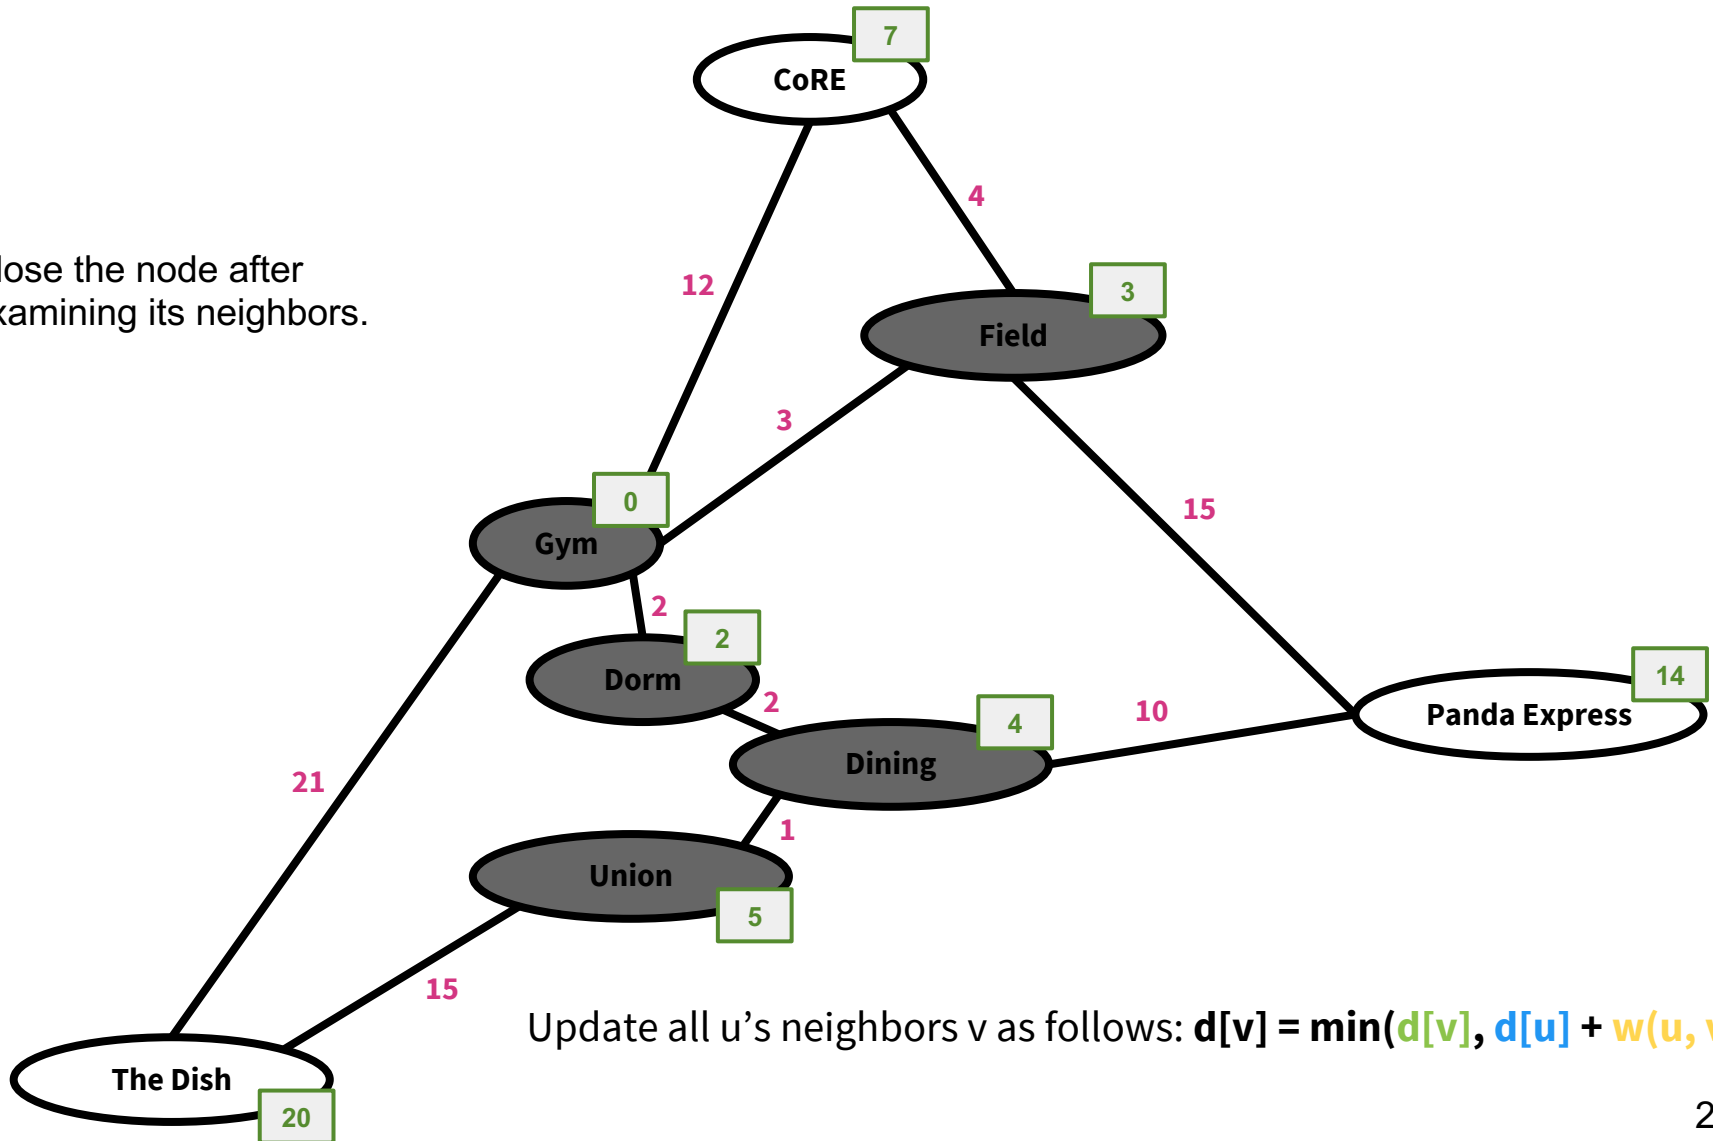 7
CoRE
4
lose the node after
xamining its neighbors.
12
3
Field
3
0
15
Gym
2
2
Dorm
2
14
4
10
Panda Express
Dining
21
1
Union
5
15
Update all u's neighbors v as follows: d[v] = min(d[v], d[u] + w(u, v
The Dish
20
2